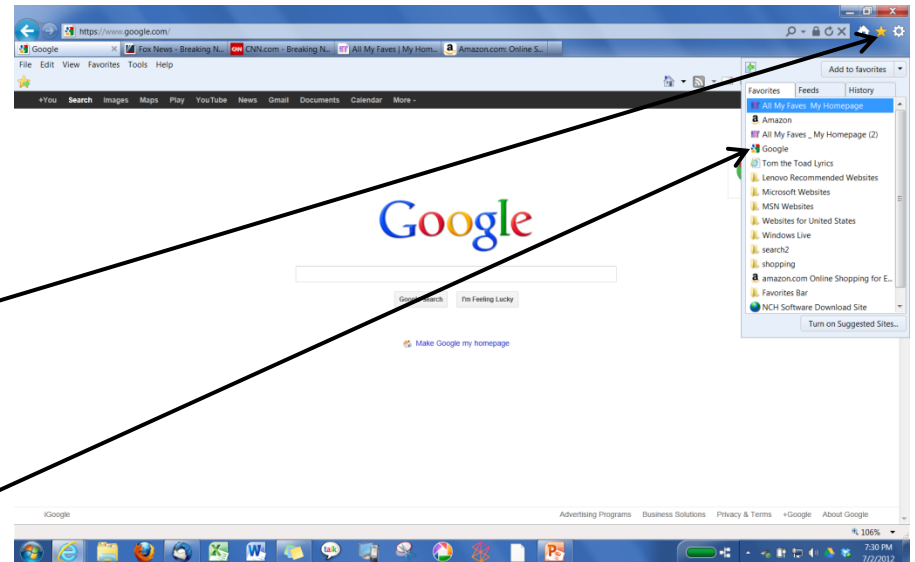 https://www.google.com/
Google
Fox News - Breaking N...
CNN.com - Breaking N...
All My Faves | My Hom...
Amazon.com: Online S...
File Edit View Favorites Tools Help
Add to favorites
Favorites Feeds History
+You Search Images Maps Play YouTube News Gmail Documents Calendar More -
All My Faves My Homepage
Amazon
All My Faves _ My Homepage (2)
Google
Tom the Toad Lyrics
Lenovo Recommended Websites
Microsoft Websites
MSN Websites
Websites for United States
Windows Live
search2
shopping
amazon.com Online Shopping for E...
Favorites Bar
NCH Software Download Site
Turn on Suggested Sites...
Google
Google Search I'm Feeling Lucky
Make Google my homepage
iGoogle Advertising Programs Business Solutions Privacy & Terms +Google About Google
106%
talk
7:30 PM
7/2/2012